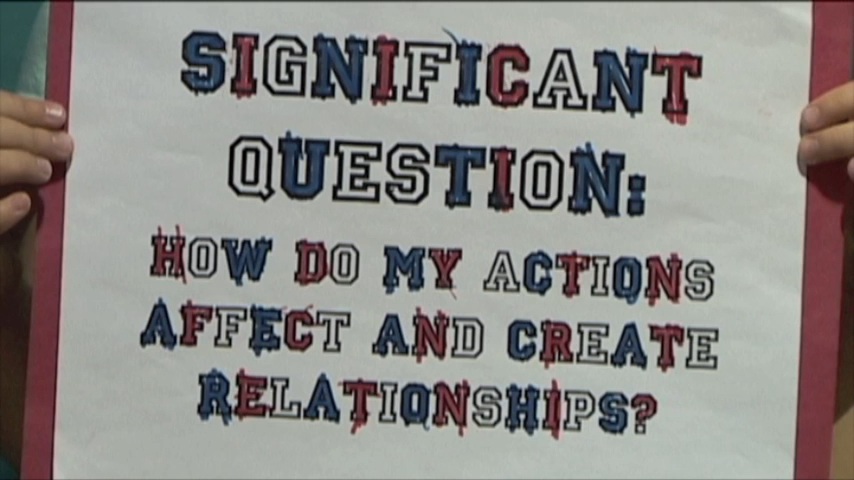 SIGNIFICANT
QUESTION:
HOW DO MY ACTIONS
AFFECT AND CREATE
RELATIONSHIPS?